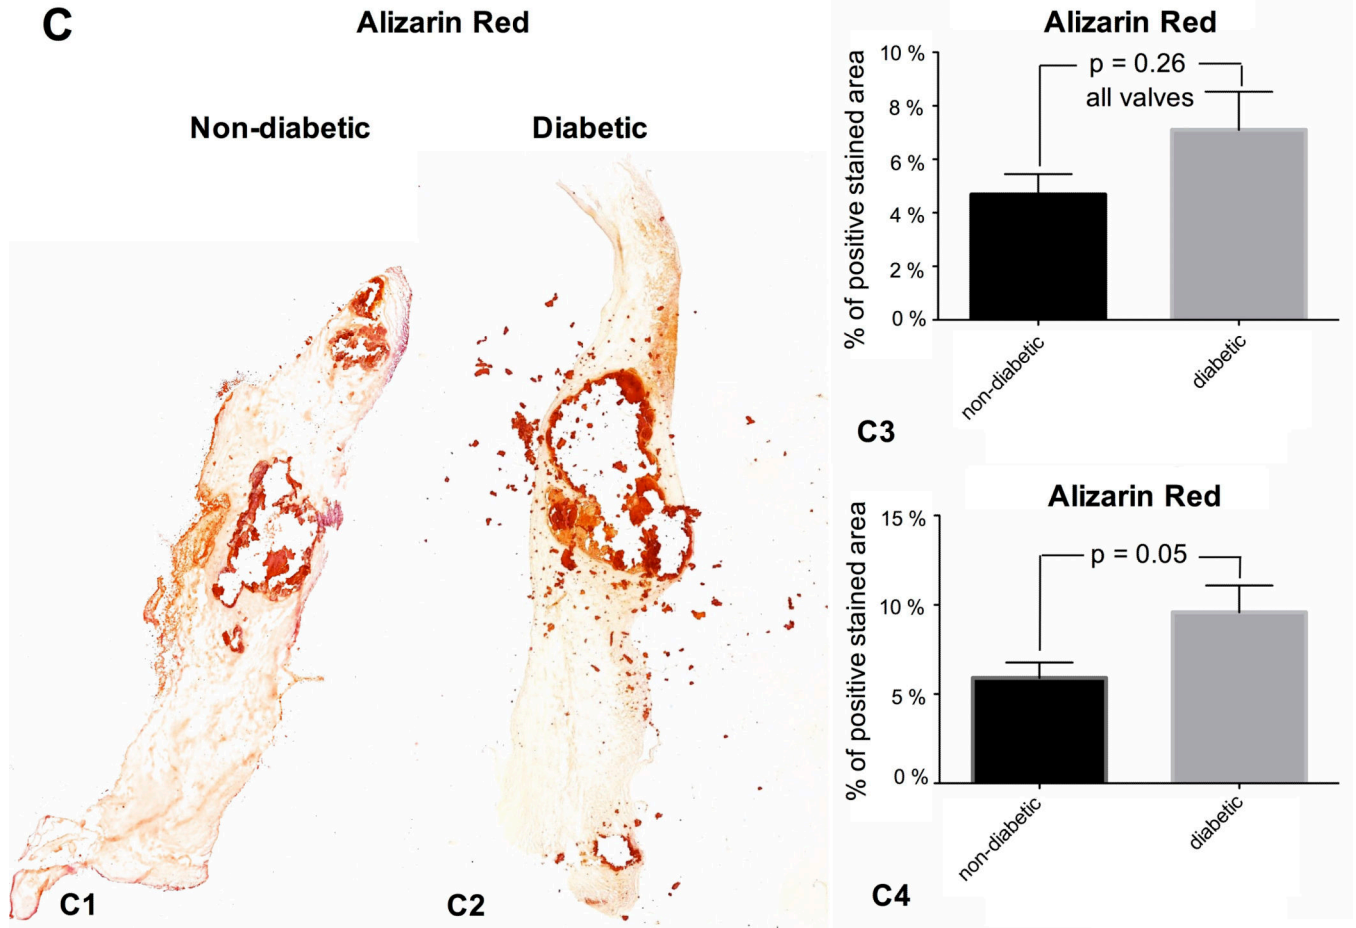 C
Alizarin Red
Non-diabetic
Diabetic
C1
C2
Alizarin Red
% of positive stained area
10 %
8 %
6 %
4 %
2 %
0 %
p = 0.26
all valves
non-diabetic
diabetic
C3
Alizarin Red
% of positive stained area
15 %
10 %
5 %
0 %
p = 0.05
non-diabetic
diabetic
C4